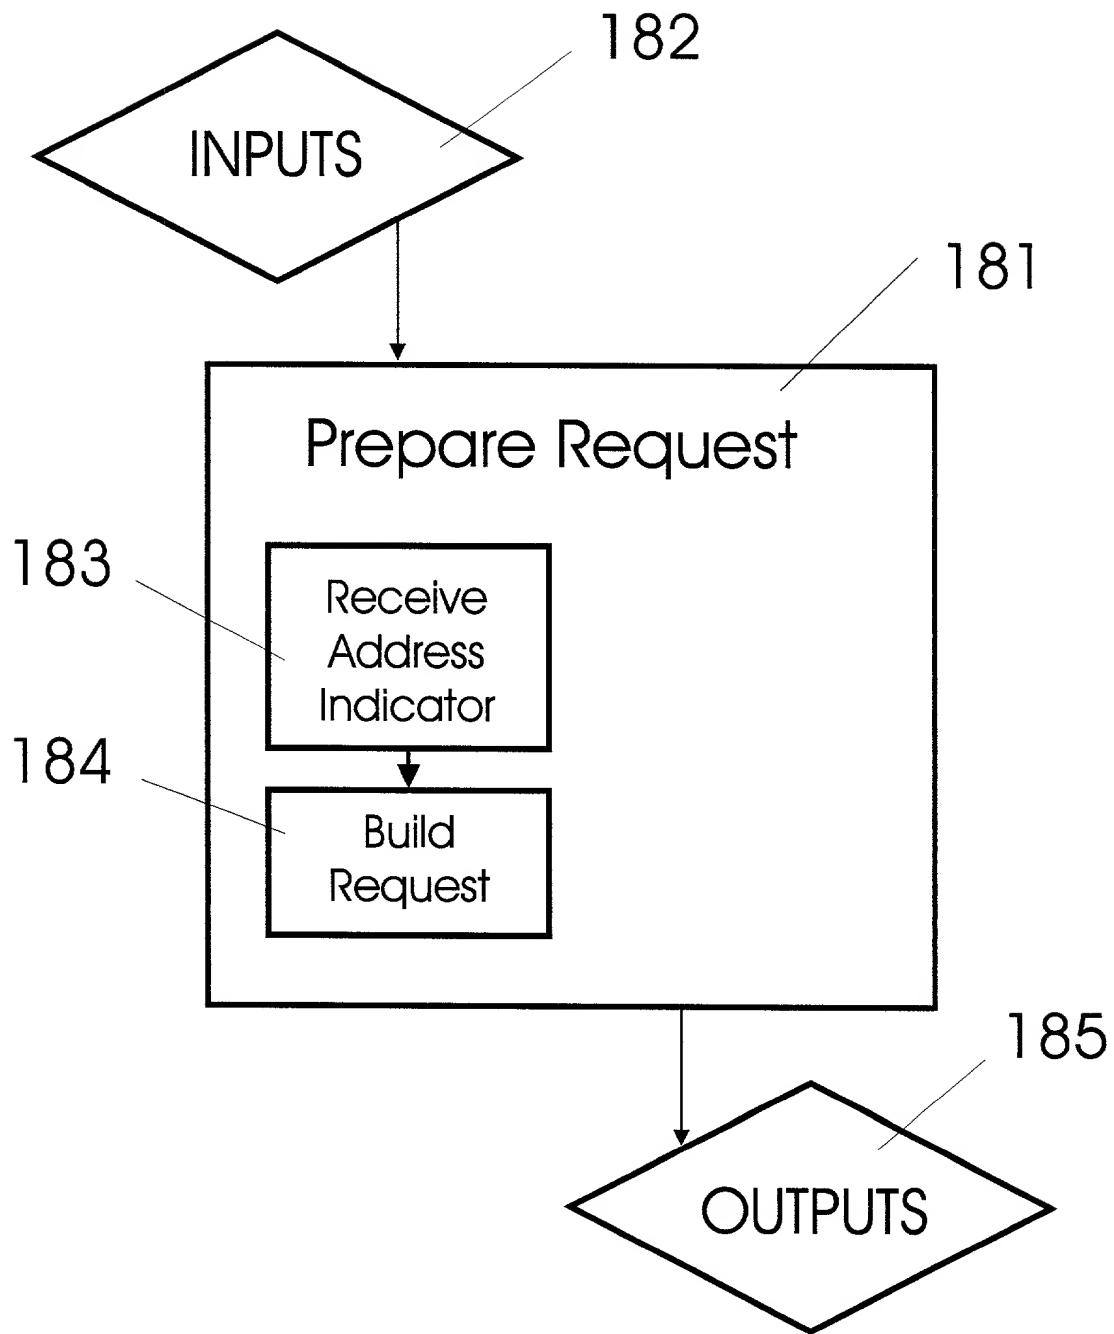 182
INPUTS
181
Prepare Request
183
Receive
Address
Indicator
184
Build
Request
185
OUTPUTS